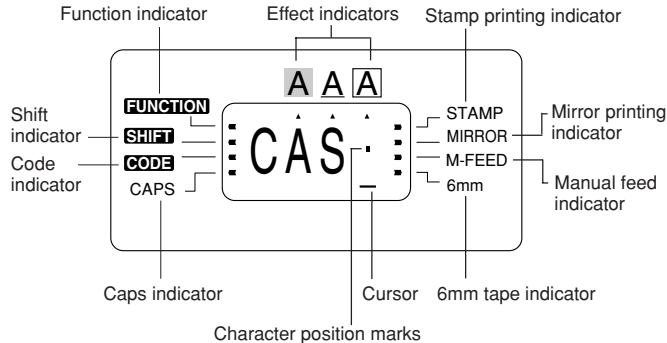 Function indicator
Effect indicators
Stamp printing indicator
A A A
FUNCTION
STAMP
Shift
indicator
SHIFT
MIRROR
Mirror printing
indicator
CAS
Code
indicator
CODE
M-FEED
CAPS
6mm
Manual feed
indicator
Caps indicator
Cursor
6mm tape indicator
Character position marks